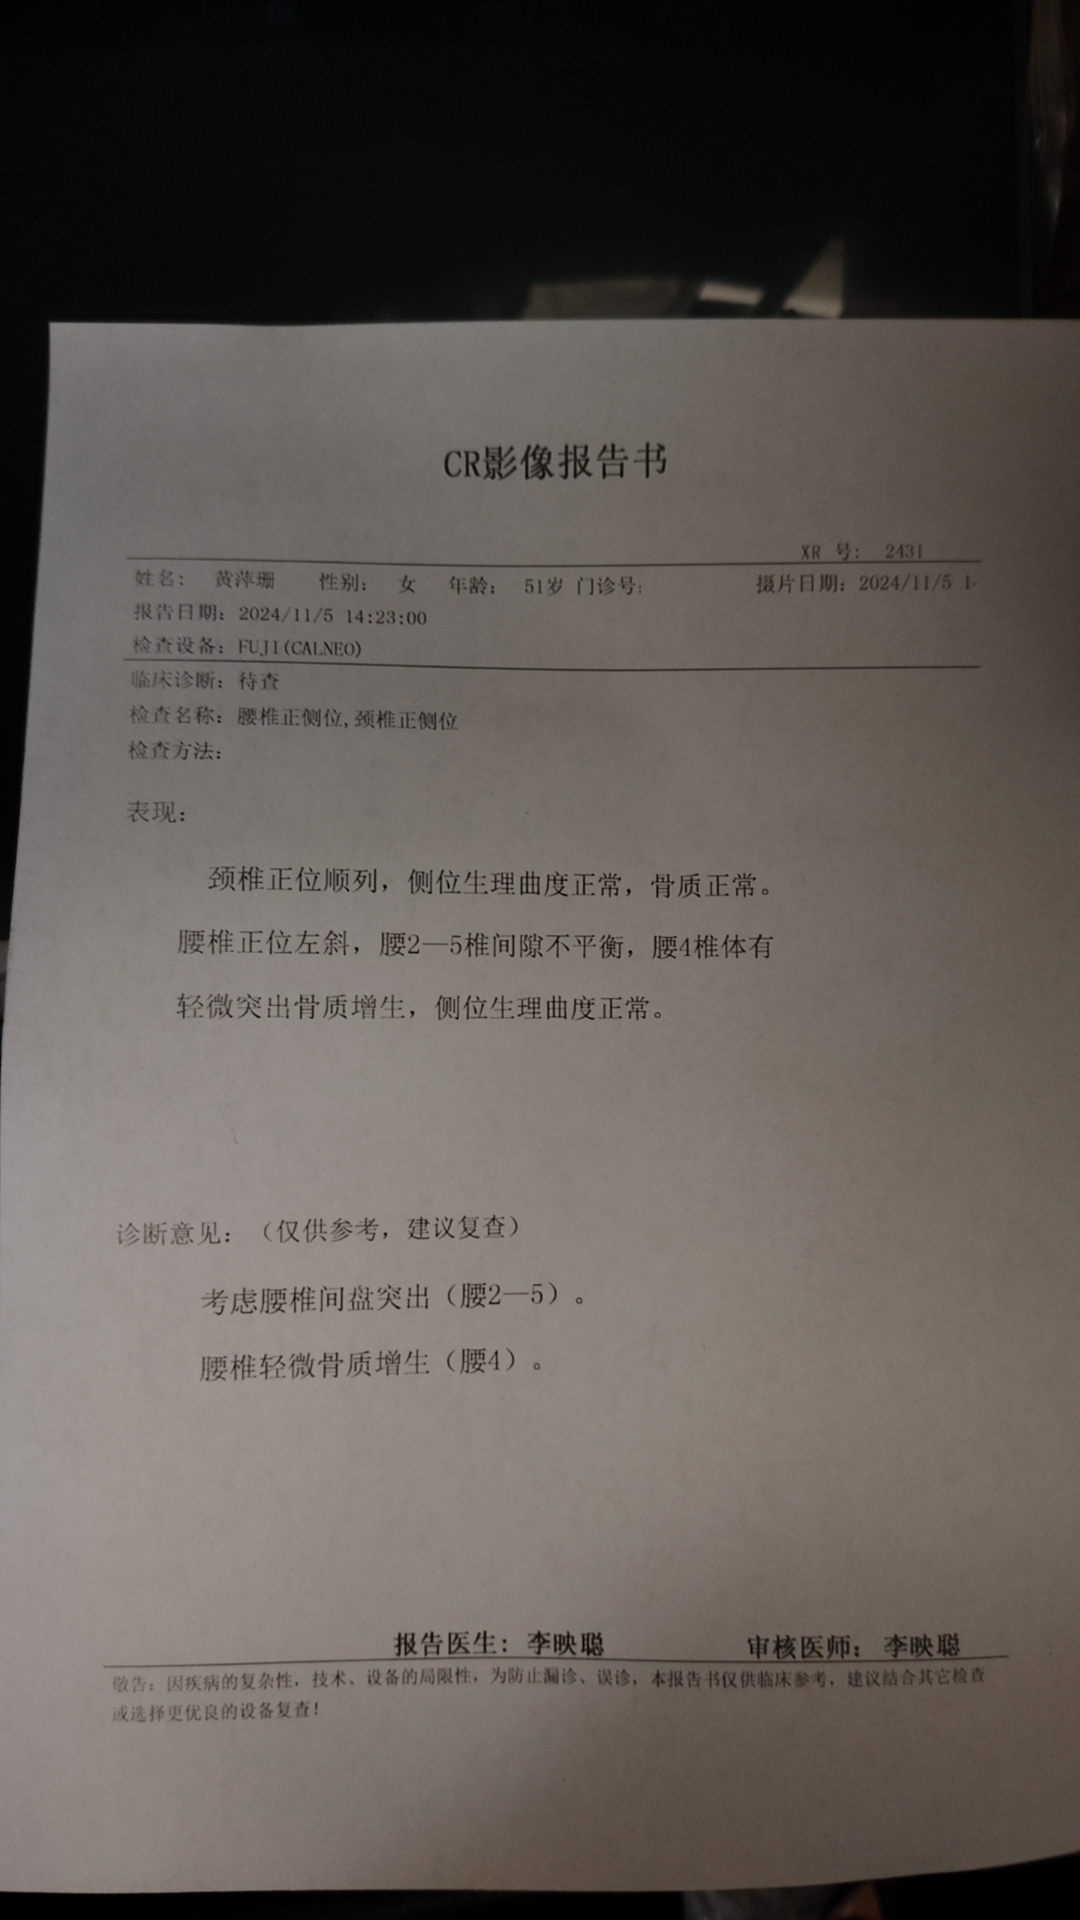 CR影像报告书
XR 号: 2431
姓名: 黄萍珊 性别: 女 年龄: 51岁 门诊号: 摄片日期: 2024/11/5 1
报告日期: 2024/11/5 14:23:00
检查设备: FUJI(CALNEO)
临床诊断: 待查
检查名称: 腰椎正侧位,颈椎正侧位
检查方法:
表现:
颈椎正位顺列，侧位生理曲度正常，骨质正常。
腰椎正位左斜，腰2—5椎间隙不平衡，腰4椎体有
轻微突出骨质增生，侧位生理曲度正常。
诊断意见: （仅供参考，建议复查）
考虑腰椎间盘突出（腰2—5）。
腰椎轻微骨质增生（腰4）。
报告医生: 李映聪 审核医师: 李映聪
敬告: 因疾病的复杂性，技术、设备的局限性，为防止漏诊、误诊，本报告书仅供临床参考，建议结合其它检查
或选择更优良的设备复查!